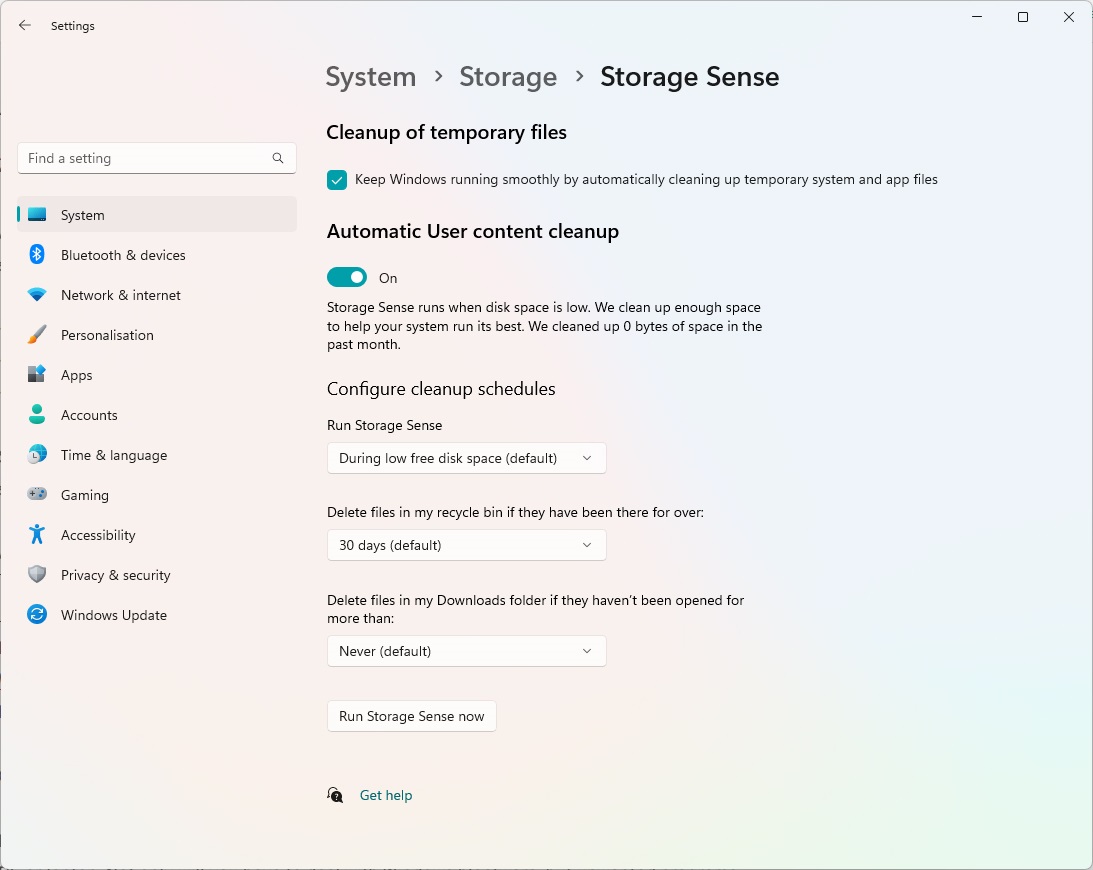 Settings
System > Storage > Storage Sense
Cleanup of temporary files
Find a setting
Keep Windows running smoothly by automatically cleaning up temporary system and app files
System
Bluetooth & devices
Network & internet
Personalisation
Apps
Accounts
Time & language
Gaming
Accessibility
Privacy & security
Windows Update
Automatic User content cleanup
On
Storage Sense runs when disk space is low. We clean up enough space
to help your system run its best. We cleaned up 0 bytes of space in the
past month.
Configure cleanup schedules
Run Storage Sense
During low free disk space (default)
Delete files in my recycle bin if they have been there for over:
30 days (default)
Delete files in my Downloads folder if they haven't been opened for
more than:
Never (default)
Run Storage Sense now
Get help